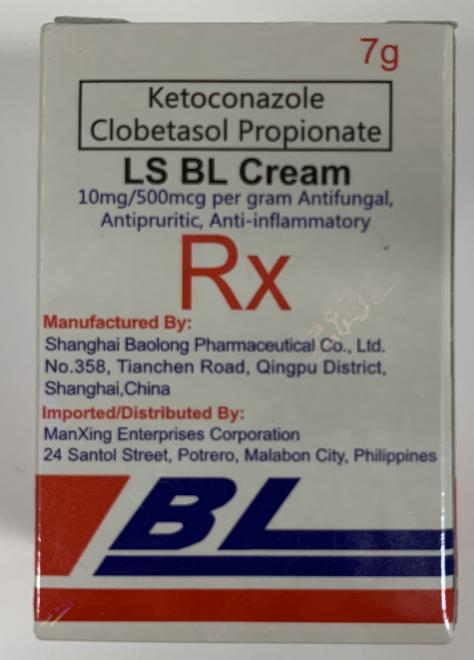 7g
Ketoconazole
Clobetasol Propionate
LS BL Cream
10mg/500mcg per gram Antifungal,
Antipruritic, Anti-inflammatory
Rx
Manufactured By:
Shanghai Baolong Pharmaceutical Co., Ltd.
No.358, Tianchen Road, Qingpu District,
Shanghai,China
Imported/Distributed By:
ManXing Enterprises Corporation
24 Santol Street, Potrero, Malabon City, Philippines
BL